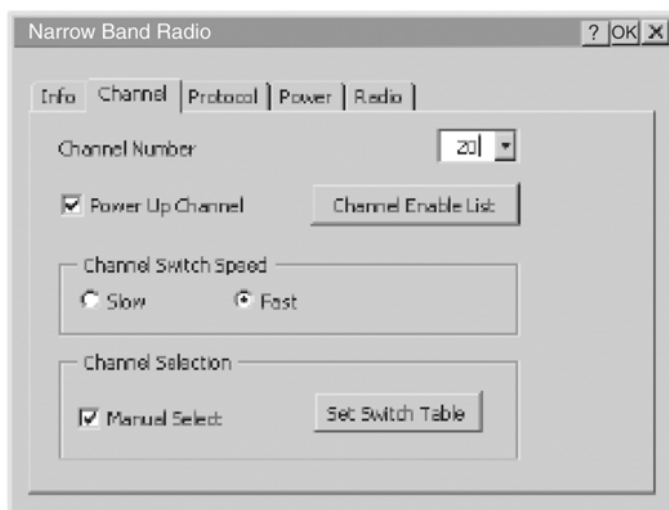 Narrow Band Radio ? OK X
Info Channel Protocol Power Radio
Channel Number 20
Power Up Channel Channel Enable List
Channel Switch Speed
Slow Fast
Channel Selection
Manual Select Set Switch Table